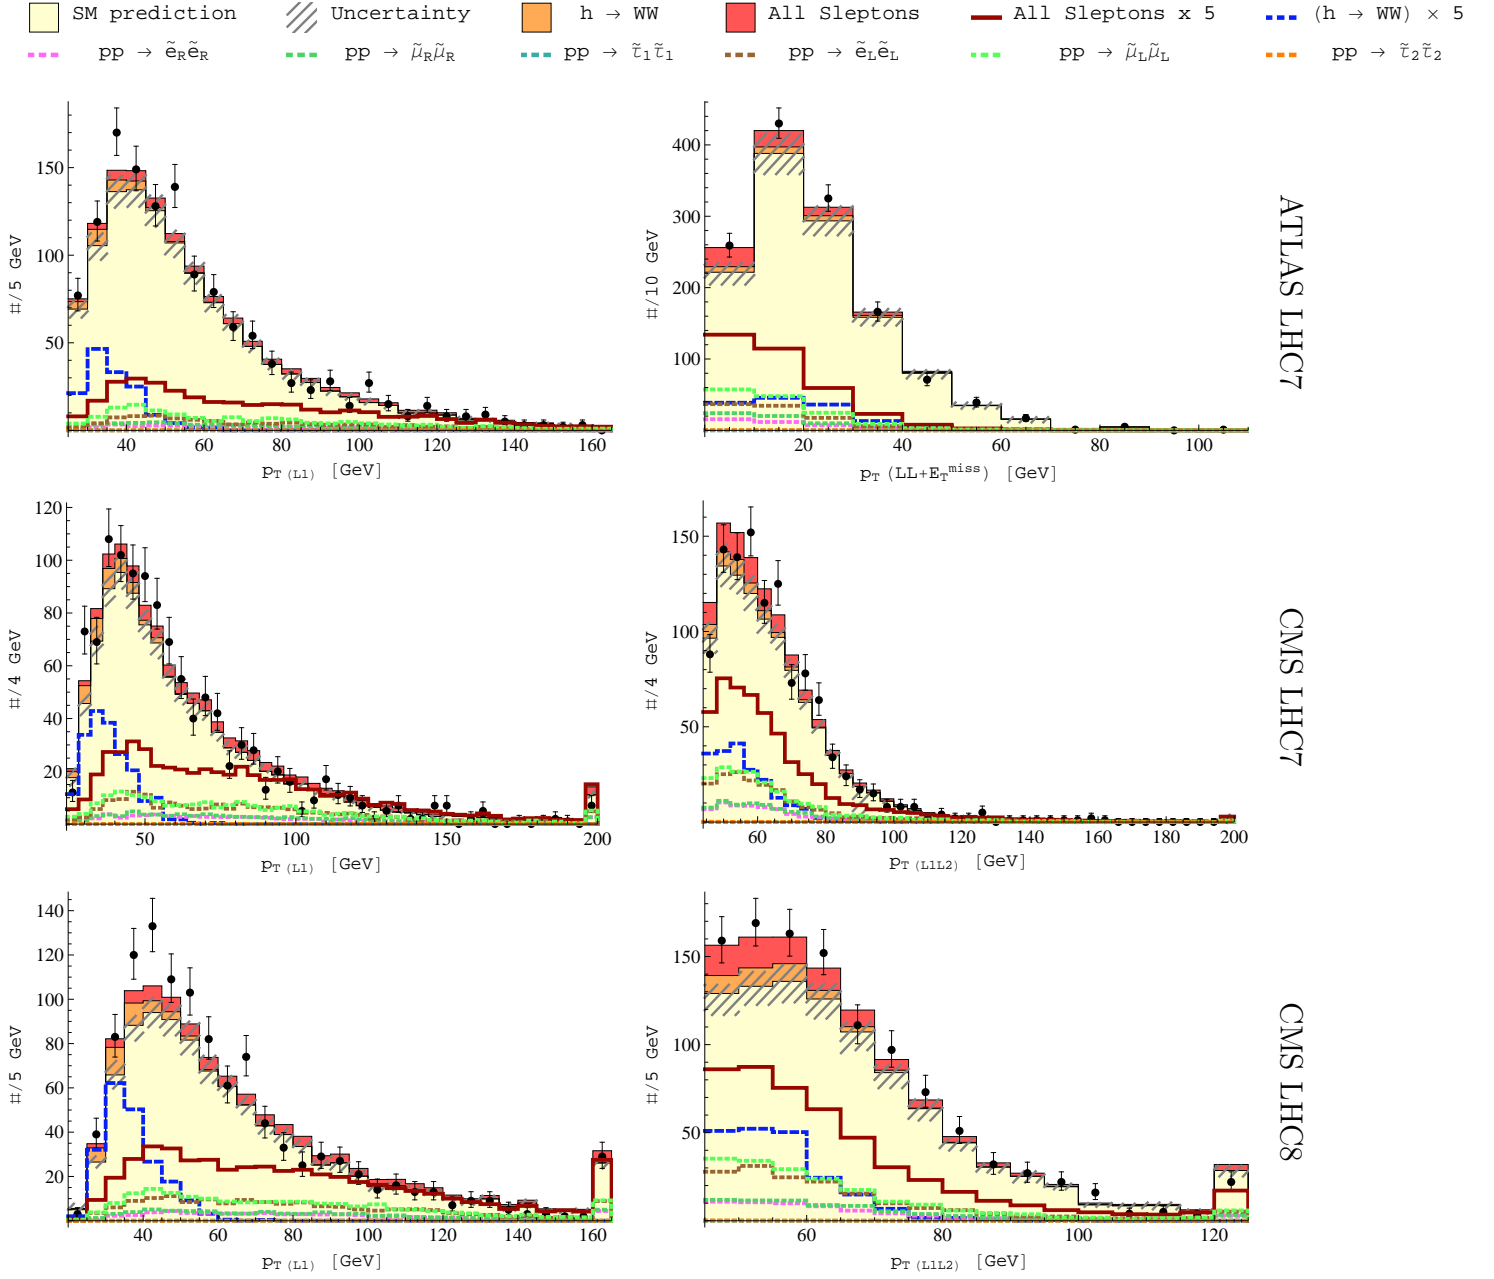 SM prediction Uncertainty h → WW All Sleptons All Sleptons x 5 (h → WW) × 5
pp → ẽRẽR pp → μ̃Rμ̃R pp → τ̃1τ̃1 pp → ẽLẽL pp → μ̃Lμ̃L pp → τ̃2τ̃2
#/5 GeV
150
100
50
40 60 80 100 120 140 160
pT (L1) [GeV]
#/10 GeV
400
300
200
100
20 40 60 80 100
pT (LL+ETmiss) [GeV]
ATLAS LHC7
#/4 GeV
120
100
80
60
40
20
50 100 150 200
pT (L1) [GeV]
#/4 GeV
150
100
50
60 80 100 120 140 160 180 200
pT (L1L2) [GeV]
CMS LHC7
#/5 GeV
140
120
100
80
60
40
20
40 60 80 100 120 140 160
pT (L1) [GeV]
#/5 GeV
150
100
50
60 80 100 120
pT (L1L2) [GeV]
CMS LHC8